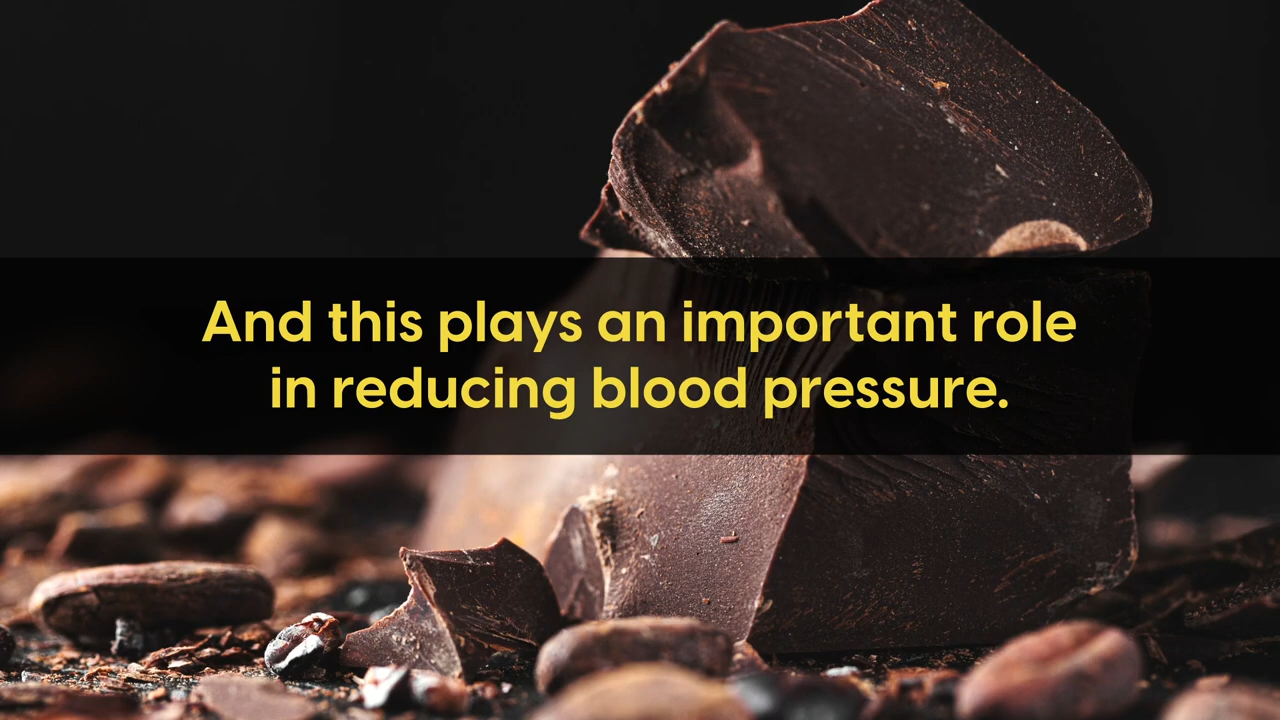 And this plays an important role
in reducing blood pressure.